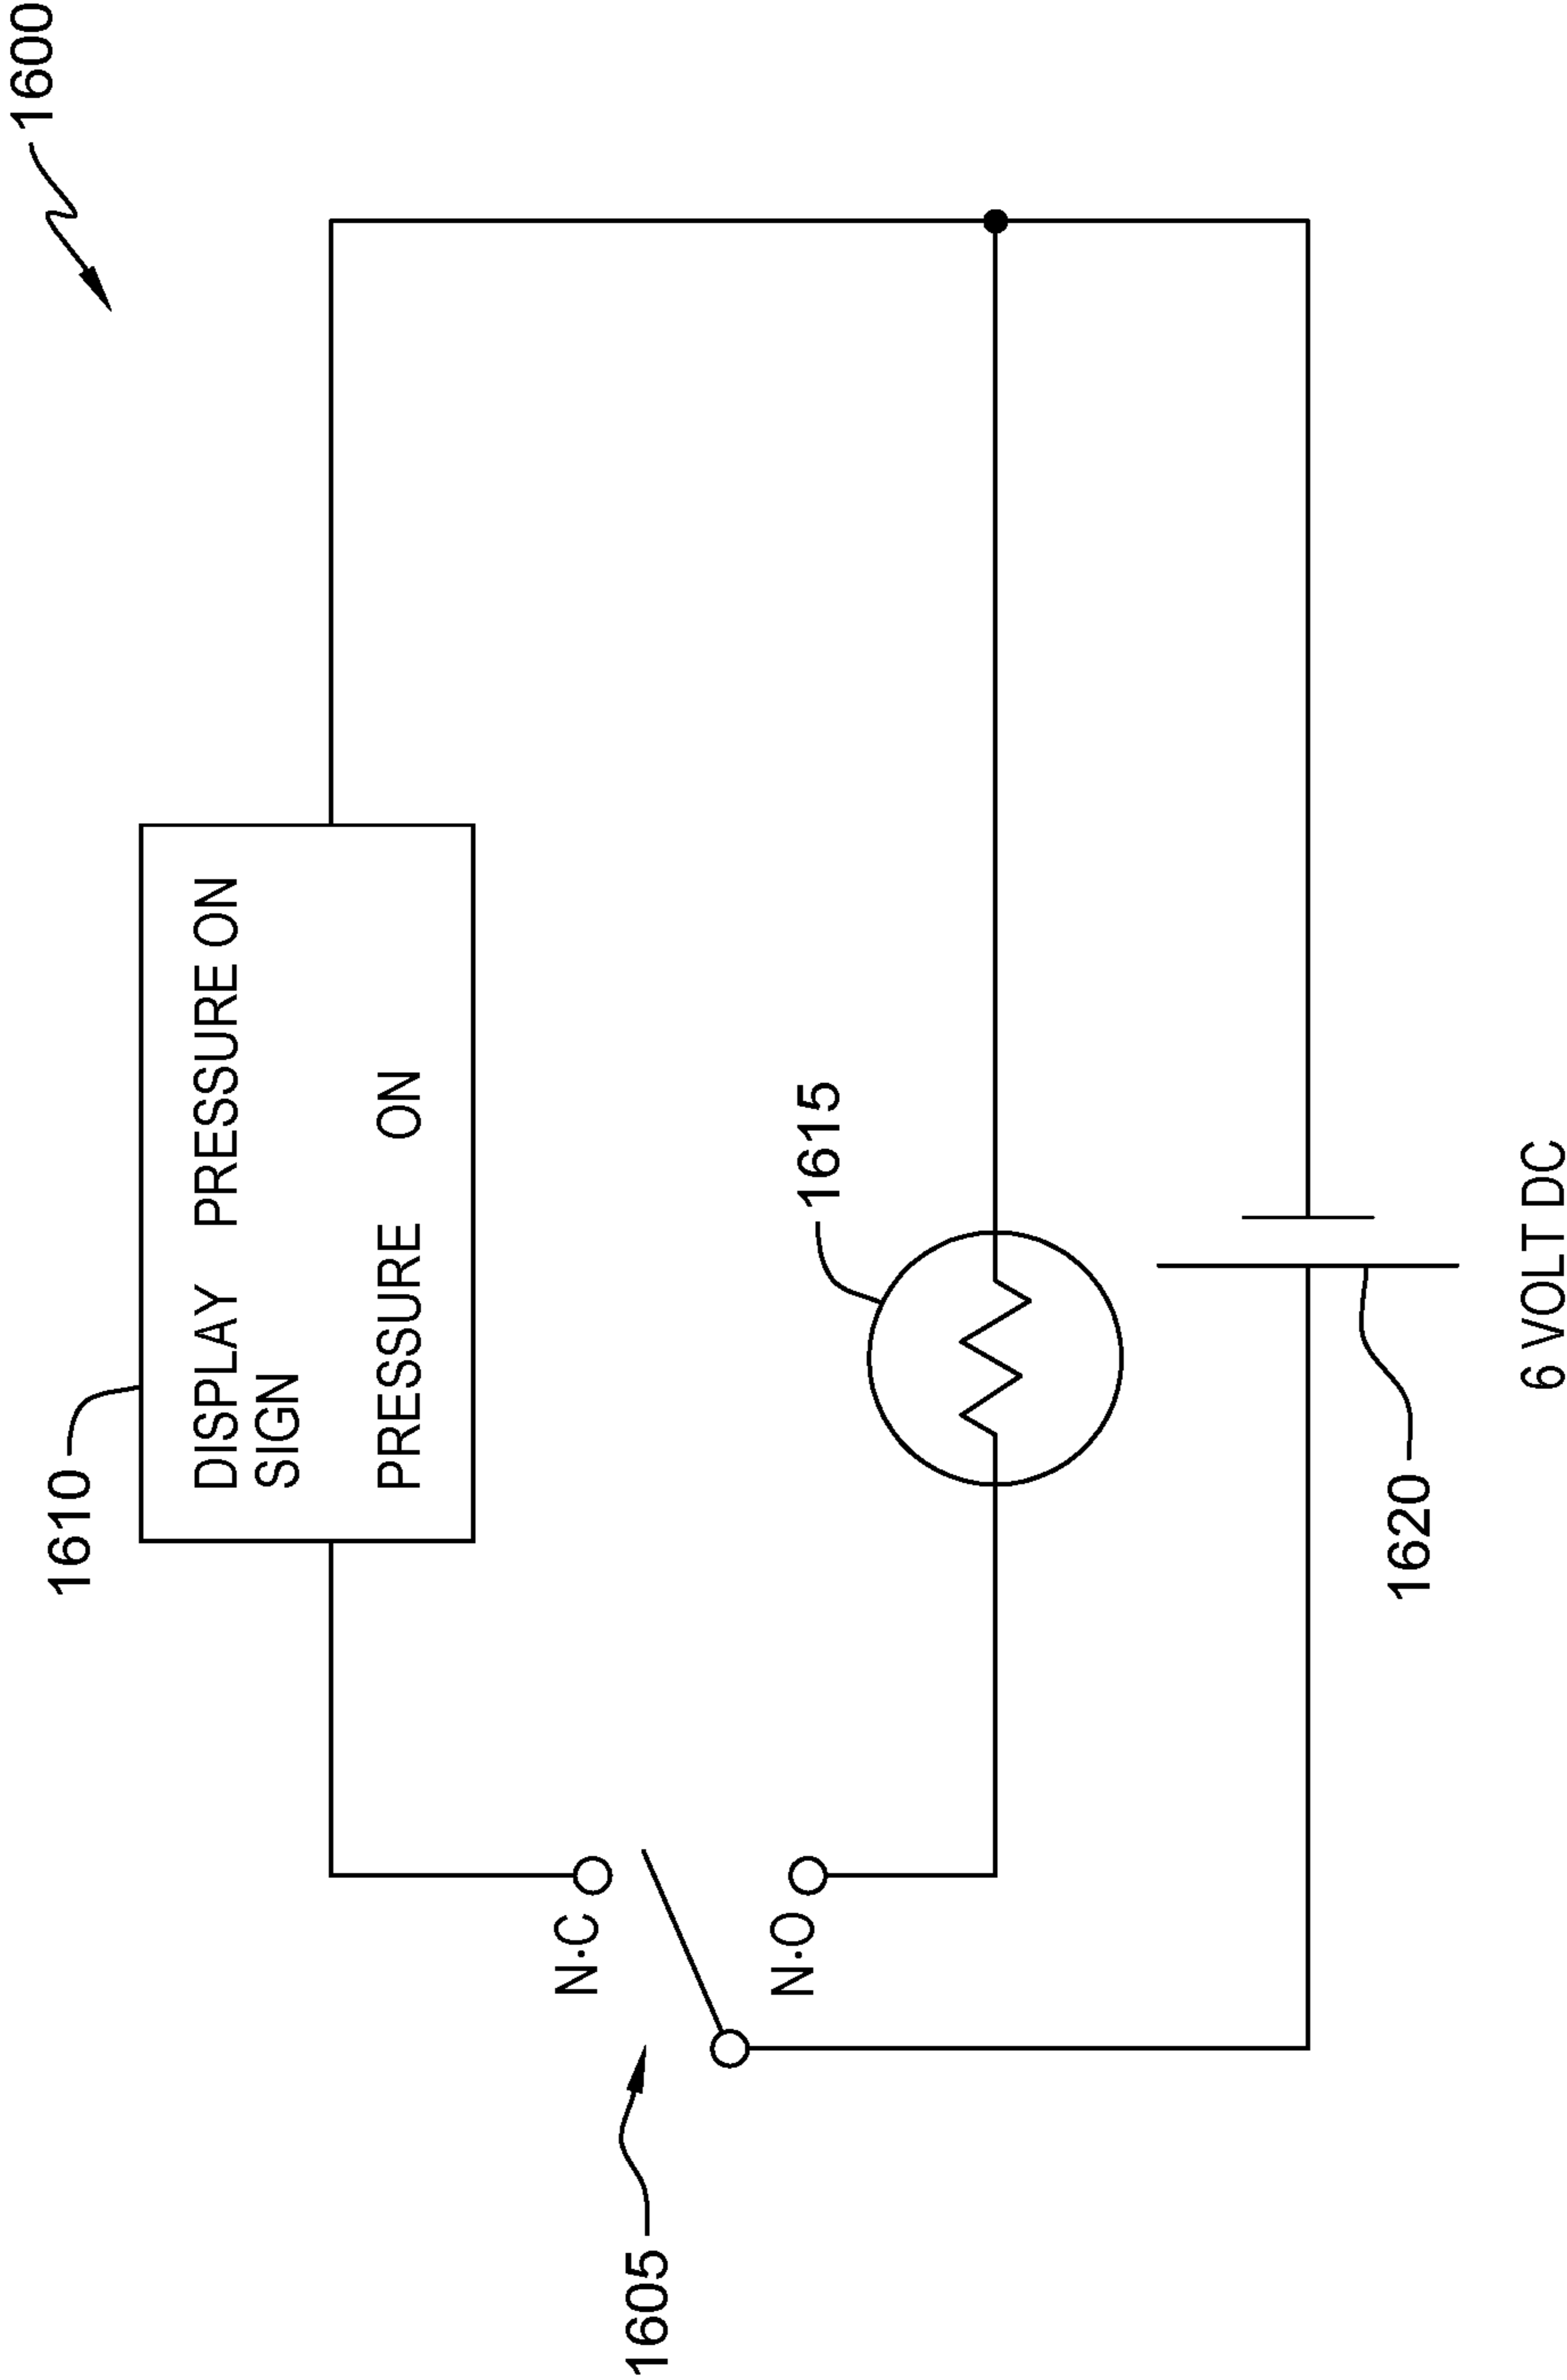 1600
1610
DISPLAY PRESSURE ON
SIGN
PRESSURE ON
1615
N.C
N.O
1605
1620
6 VOLT DC